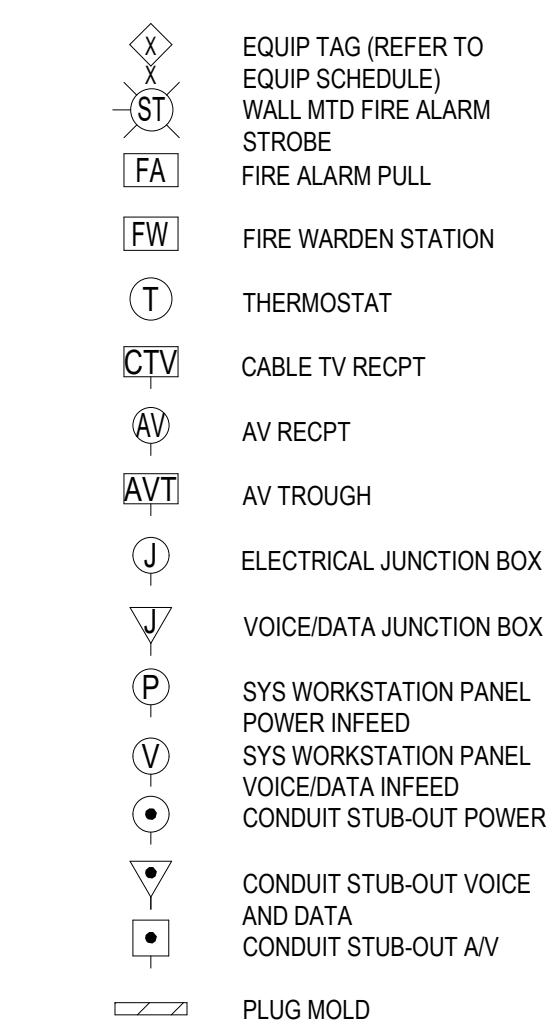 X
X
EQUIP TAG (REFER TO
EQUIP SCHEDULE)
ST
WALL MTD FIRE ALARM
STROBE
FA
FIRE ALARM PULL
FW
FIRE WARDEN STATION
T
THERMOSTAT
CTV
CABLE TV RECPT
AV
AV RECPT
AVT
AV TROUGH
J
ELECTRICAL JUNCTION BOX
J
VOICE/DATA JUNCTION BOX
P
SYS WORKSTATION PANEL
POWER INFEED
V
SYS WORKSTATION PANEL
VOICE/DATA INFEED
CONDUIT STUB-OUT POWER
CONDUIT STUB-OUT VOICE
AND DATA
CONDUIT STUB-OUT A/V
PLUG MOLD